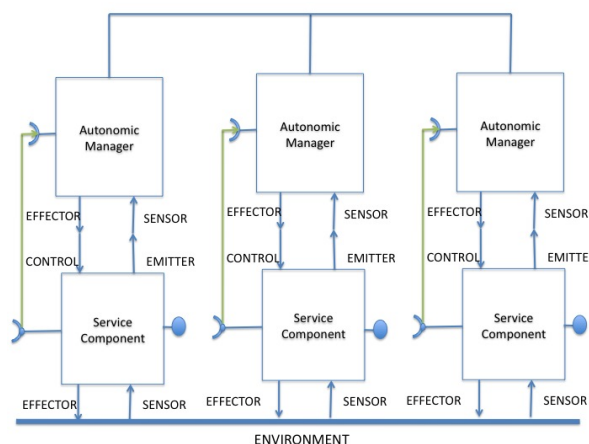 Autonomic
Manager
Autonomic
Manager
Autonomic
Manager
EFFECTOR
SENSOR
EFFECTOR
SENSOR
EFFECTOR
SENSOR
CONTROL
EMITTER
CONTROL
EMITTER
CONTROL
EMITTE
Service
Component
Service
Component
Service
Component
EFFECTOR
SENSOR
EFFECTOR
SENSOR
EFFECTOR
SENSOR
ENVIRONMENT